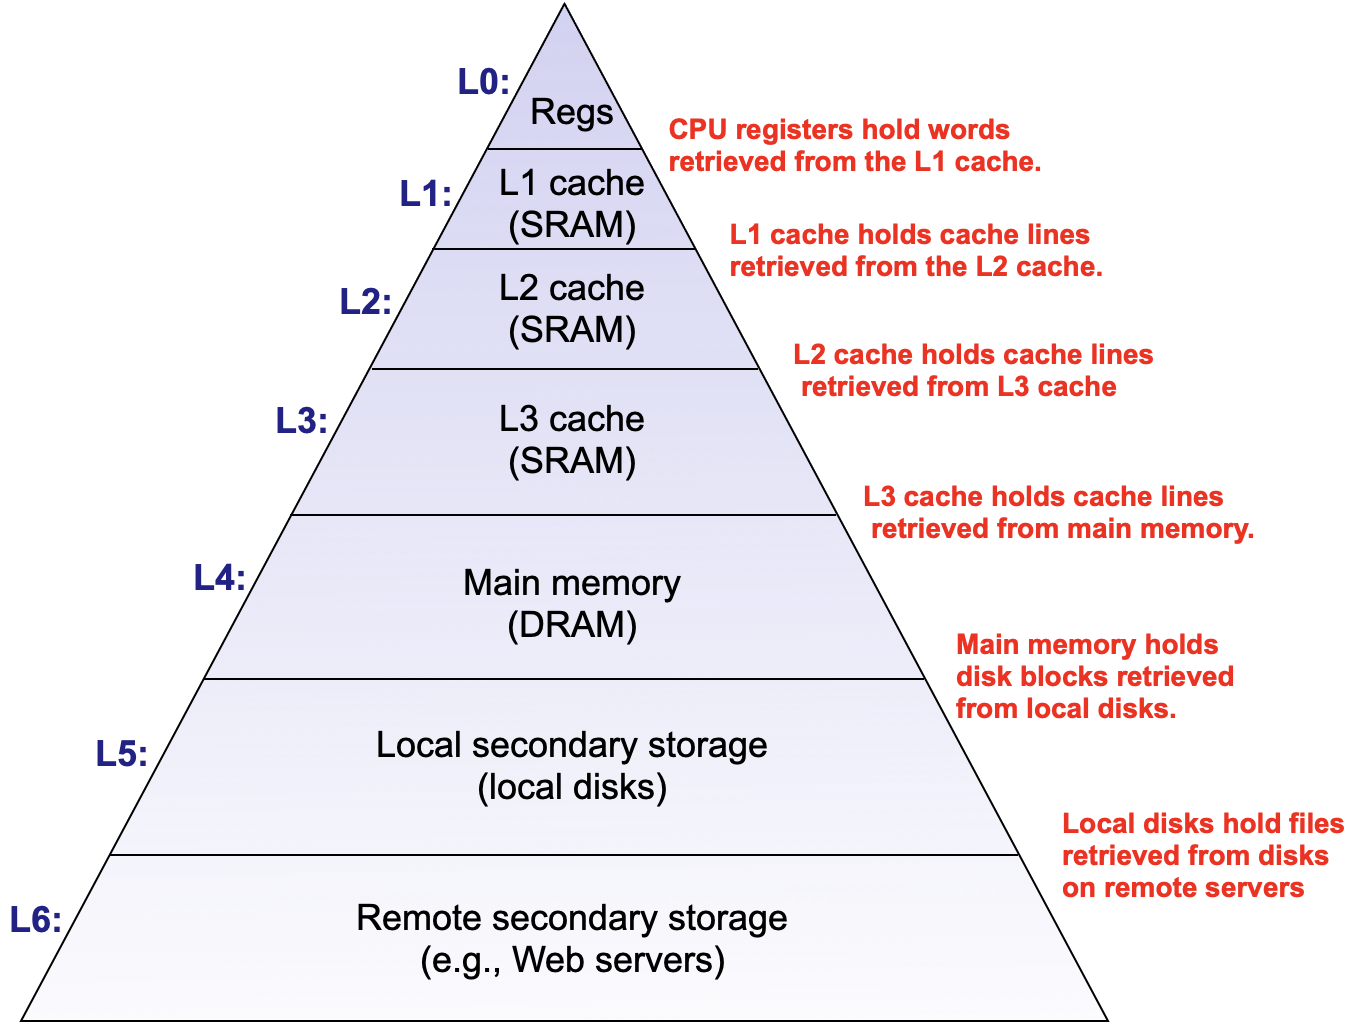 L0:
Regs
CPU registers hold words
retrieved from the L1 cache.
L1:
L1 cache
(SRAM)
L1 cache holds cache lines
retrieved from the L2 cache.
L2:
L2 cache
(SRAM)
L2 cache holds cache lines
retrieved from L3 cache
L3:
L3 cache
(SRAM)
L3 cache holds cache lines
retrieved from main memory.
L4:
Main memory
(DRAM)
Main memory holds
disk blocks retrieved
from local disks.
L5:
Local secondary storage
(local disks)
Local disks hold files
retrieved from disks
on remote servers
L6:
Remote secondary storage
(e.g., Web servers)